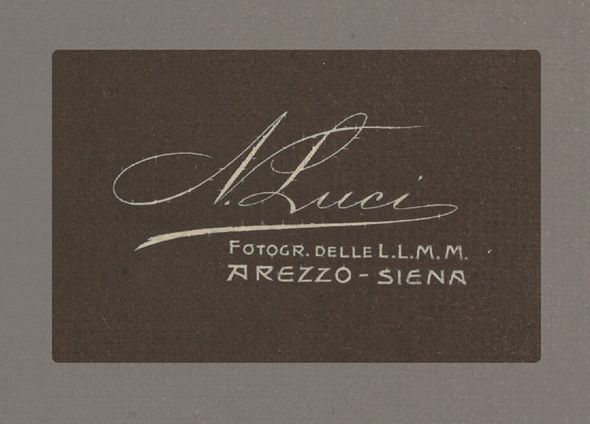 N. Luci
FOTOGR. DELLE L.L.M.M.
AREZZO - SIENA